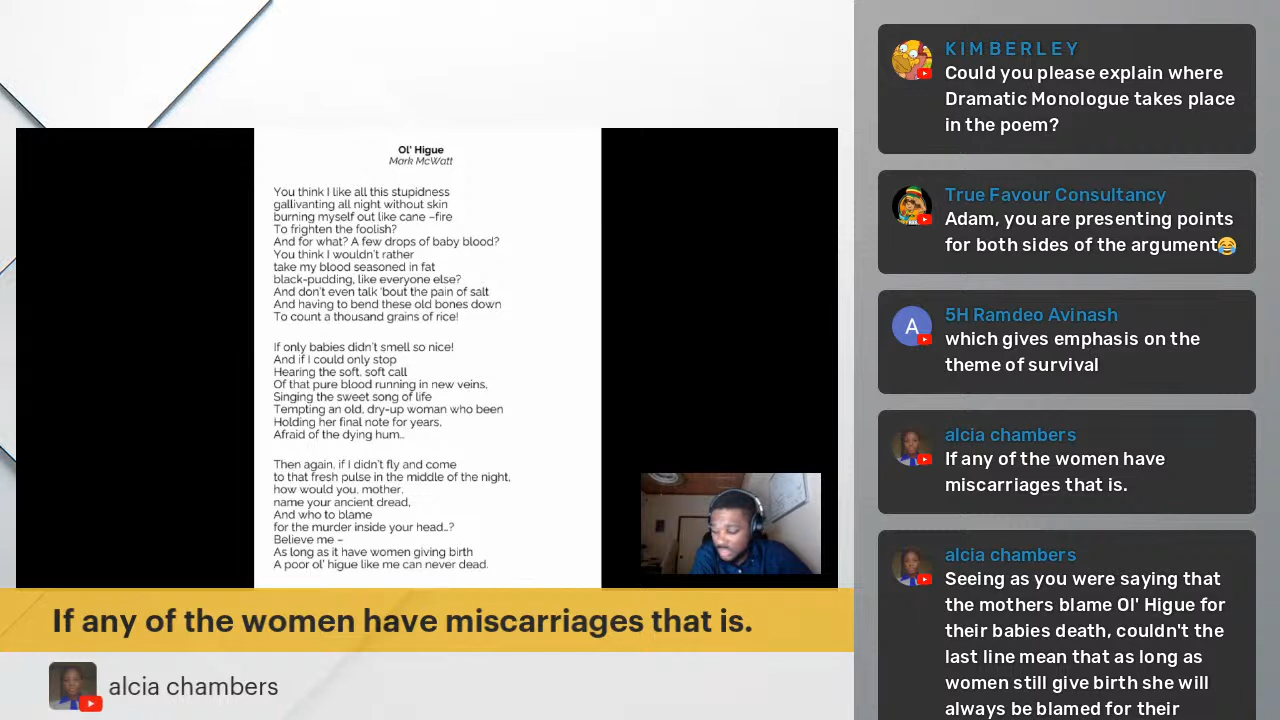 Ol' Higue
Mark McWatt
You think I like all this stupidness
gallivanting all night without skin
burning myself out like cane –fire
To frighten the foolish?
And for what? A few drops of baby blood?
You think I wouldn't rather
take my blood seasoned in fat
black-pudding, like everyone else?
And don't even talk 'bout the pain of salt
And having to bend these old bones down
To count a thousand grains of rice!
If only babies didn't smell so nice!
And if I could only stop
Hearing the soft, soft call
Of that pure blood running in new veins,
Singing the sweet song of life
Tempting an old, dry-up woman who been
Holding her final note for years,
Afraid of the dying hum...
Then again, if I didn't fly and come
to that fresh pulse in the middle of the night,
how would you, mother,
name your ancient dread,
And who to blame
for the murder inside your head...?
Believe me –
As long as it have women giving birth
A poor ol' higue like me can never dead.
If any of the women have miscarriages that is.
alcia chambers
K I M B E R L E Y
Could you please explain where
Dramatic Monologue takes place
in the poem?
True Favour Consultancy
Adam, you are presenting points
for both sides of the argument😂
A
5H Ramdeo Avinash
which gives emphasis on the
theme of survival
alcia chambers
If any of the women have
miscarriages that is.
alcia chambers
Seeing as you were saying that
the mothers blame Ol' Higue for
their babies death, couldn't the
last line mean that as long as
women still give birth she will
always be blamed for their